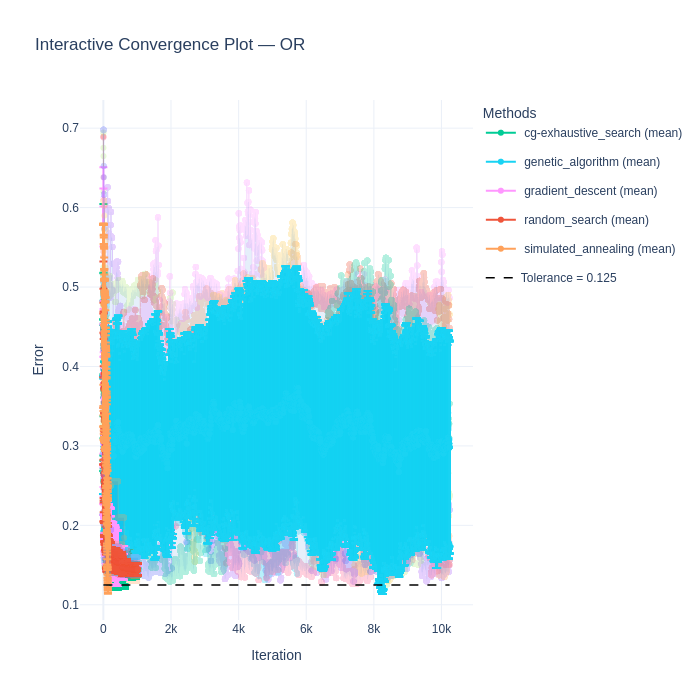 Interactive Convergence Plot — OR
Methods
cg-exhaustive_search (mean)
genetic_algorithm (mean)
gradient_descent (mean)
random_search (mean)
simulated_annealing (mean)
Tolerance = 0.125
Error
0.7
0.6
0.5
0.4
0.3
0.2
0.1
0
2k
4k
6k
8k
10k
Iteration